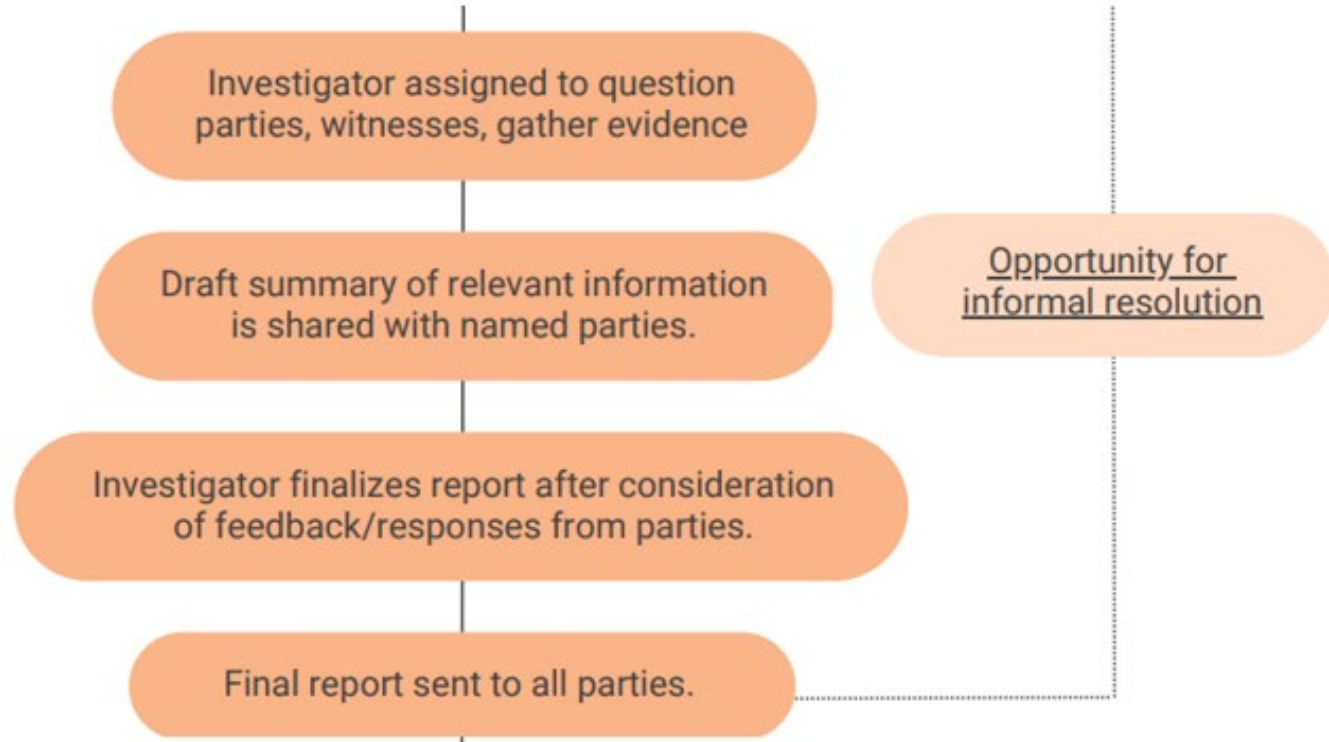 Investigator assigned to question
parties, witnesses, gather evidence
Draft summary of relevant information
is shared with named parties.
Opportunity for
informal resolution
Investigator finalizes report after consideration
of feedback/responses from parties.
Final report sent to all parties.